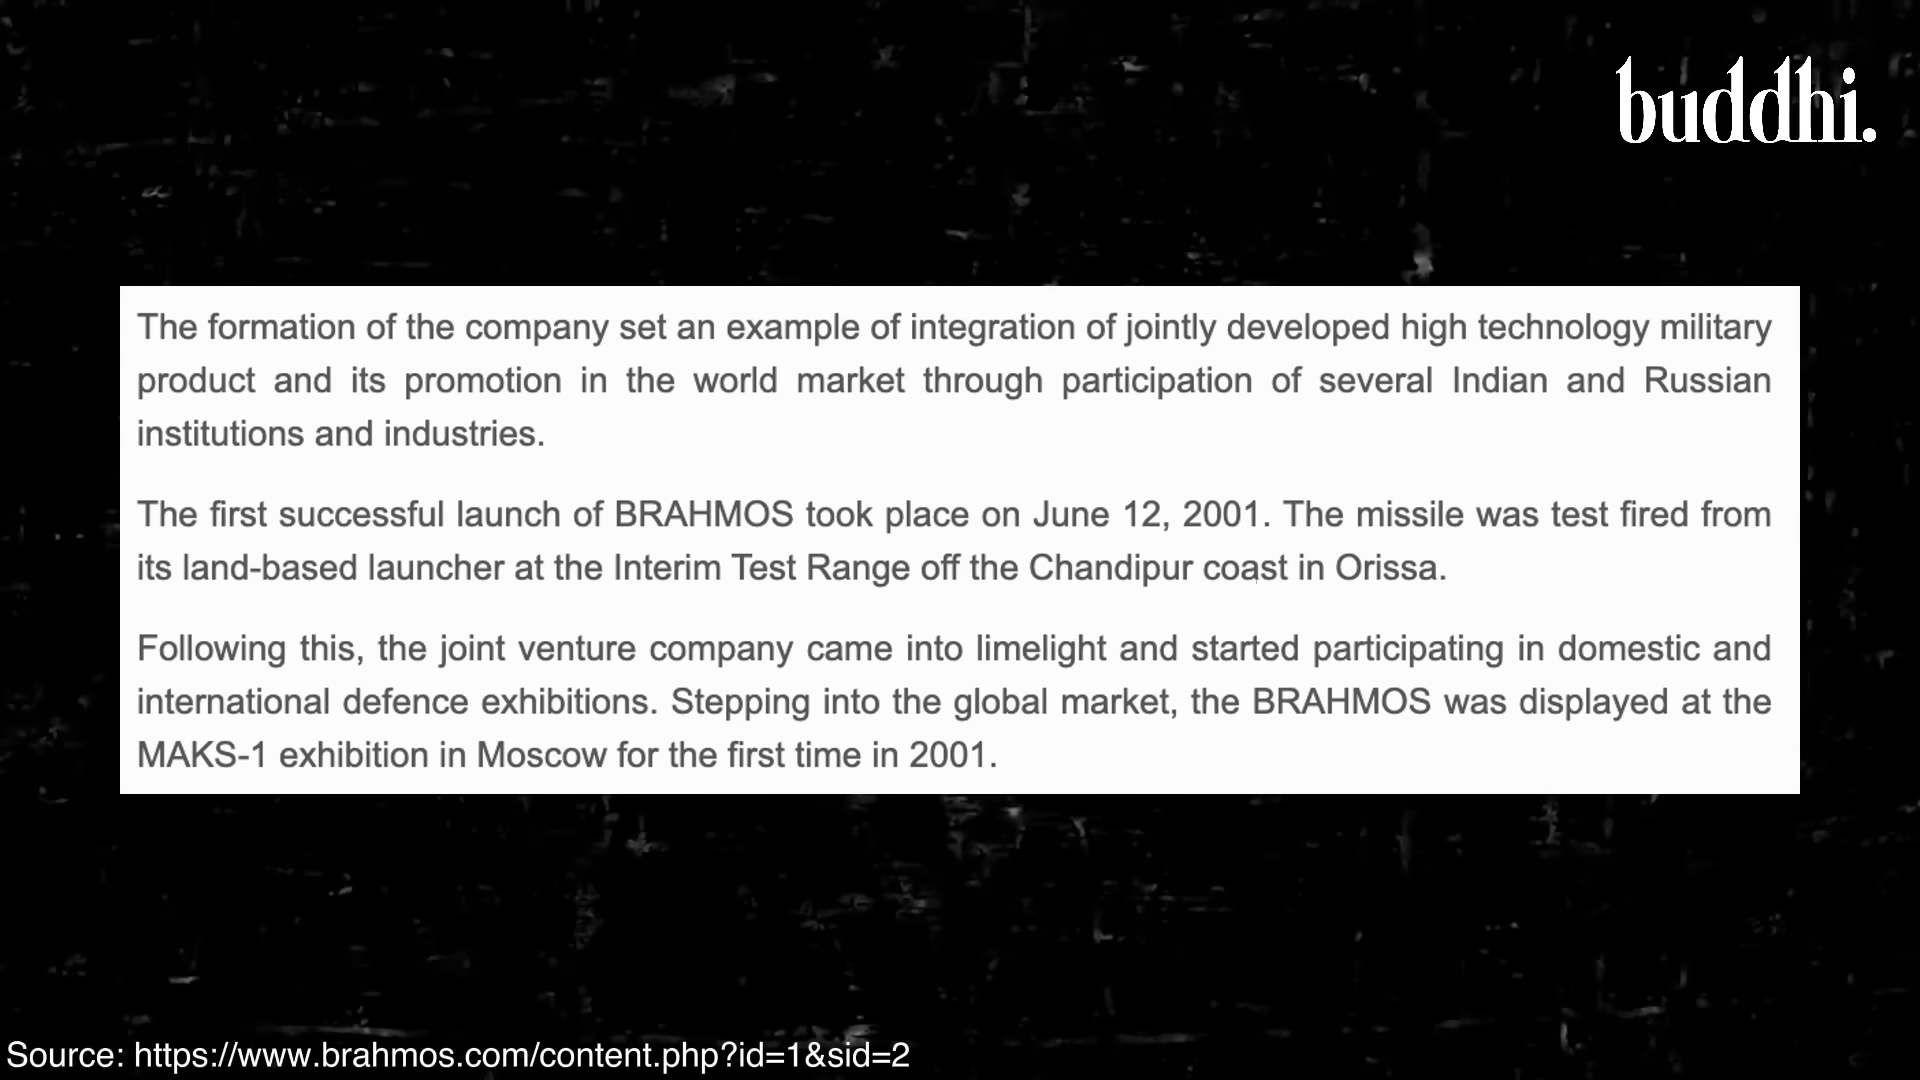 buddhi.
The formation of the company set an example of integration of jointly developed high technology military
product and its promotion in the world market through participation of several Indian and Russian
institutions and industries.
The first successful launch of BRAHMOS took place on June 12, 2001. The missile was test fired from
its land-based launcher at the Interim Test Range off the Chandipur coast in Orissa.
Following this, the joint venture company came into limelight and started participating in domestic and
international defence exhibitions. Stepping into the global market, the BRAHMOS was displayed at the
MAKS-1 exhibition in Moscow for the first time in 2001.
Source: https://www.brahmos.com/content.php?id=1&sid=2